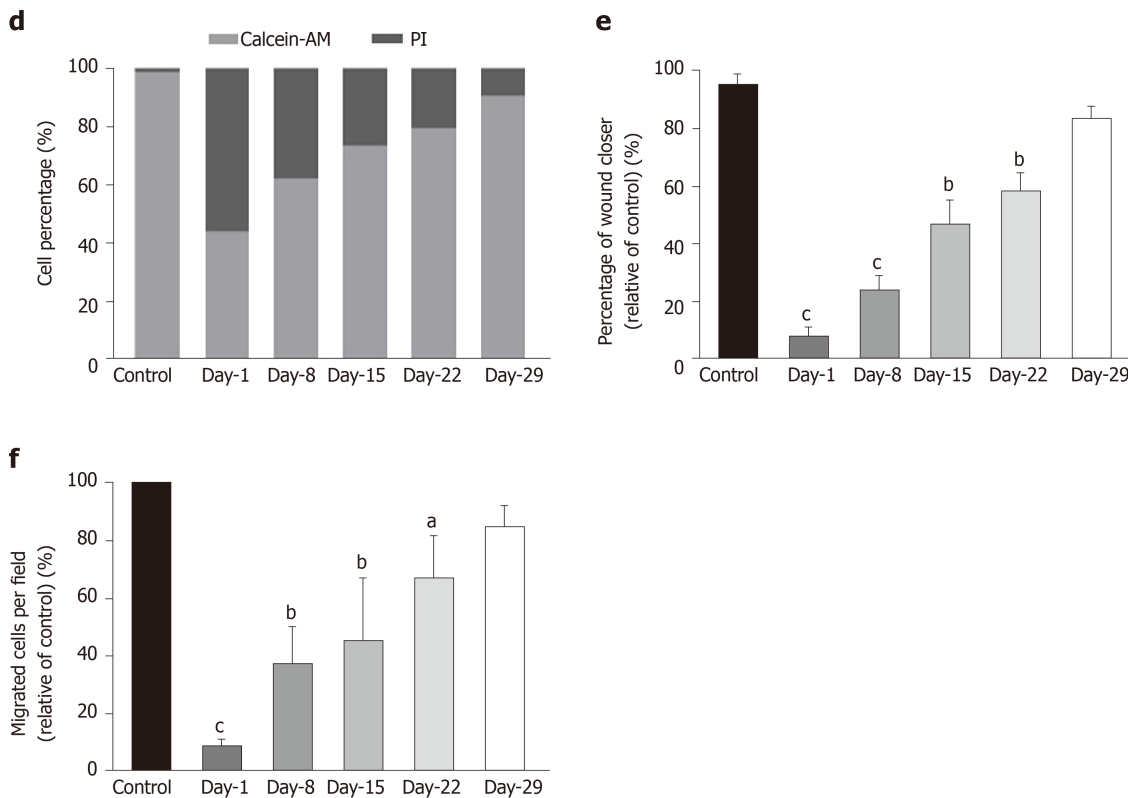 d
Calcein-AM PI
Cell percentage (%)
100
80
60
40
20
0
Control Day-1 Day-8 Day-15 Day-22 Day-29
e
Percentage of wound closer
(relative of control) (%)
100
80
60
40
20
0
c
c
b
b
Control Day-1 Day-8 Day-15 Day-22 Day-29
f
Migrated cells per field
(relative of control) (%)
100
80
60
40
20
0
c
b
b
a
Control Day-1 Day-8 Day-15 Day-22 Day-29